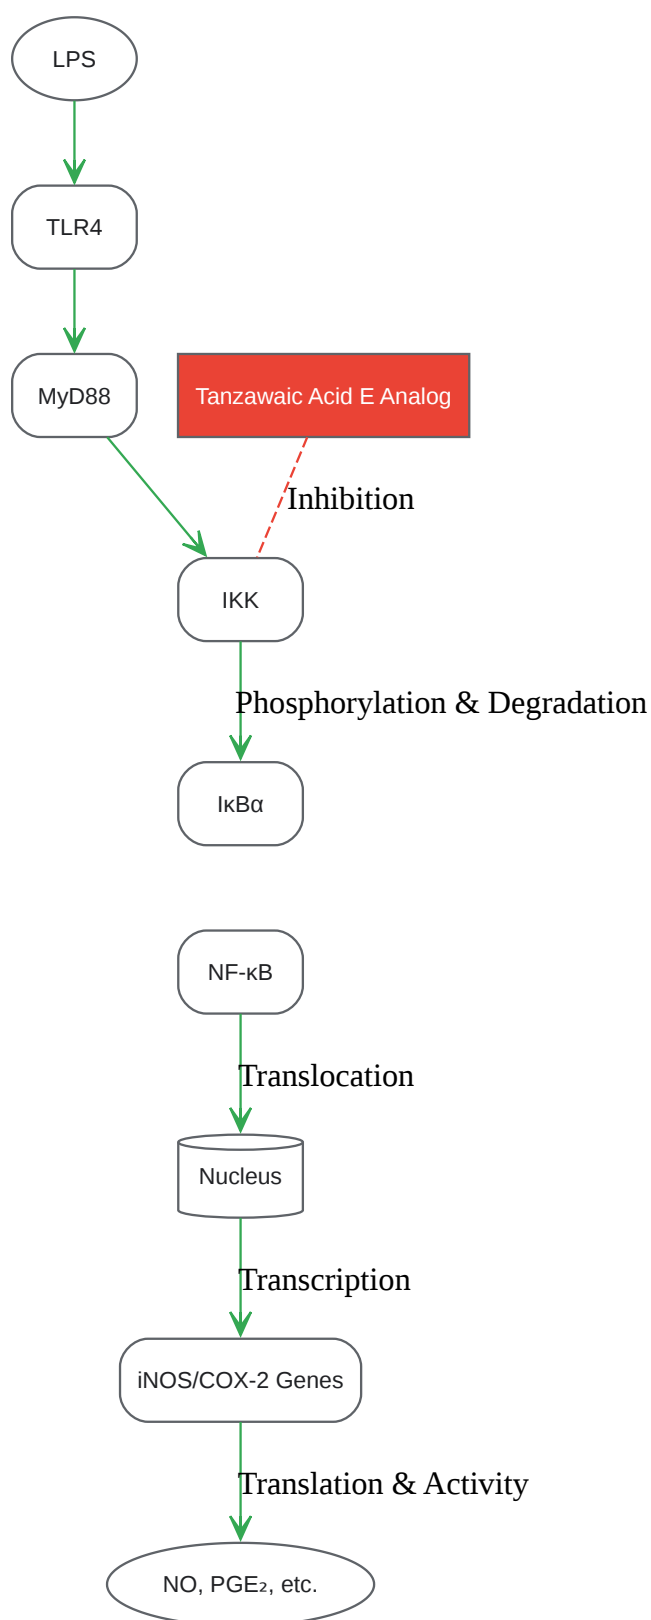 LPS
TLR4
MyD88
Tanzawaic Acid E Analog
Inhibition
IKK
Phosphorylation & Degradation
IκBα
NF-κB
Translocation
Nucleus
Transcription
iNOS/COX-2 Genes
Translation & Activity
NO, PGE₂, etc.